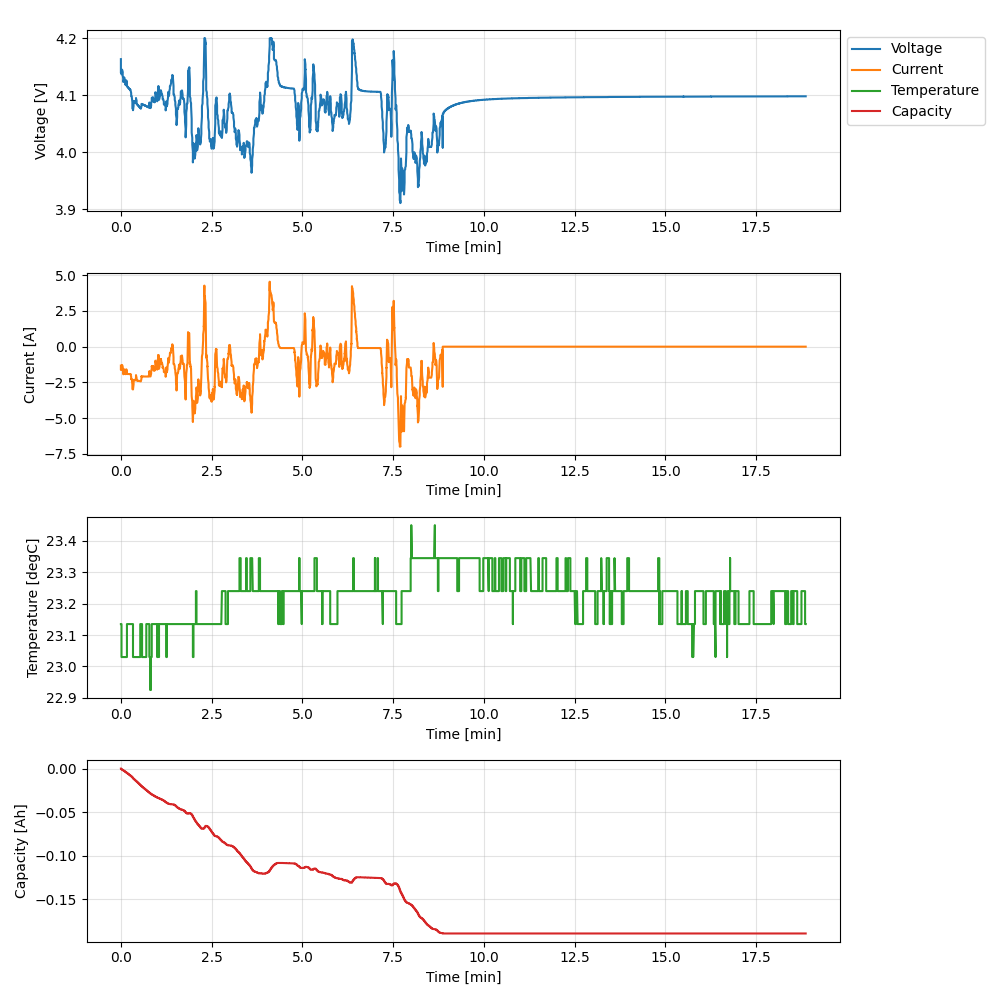 4.2
4.1
4.0
3.9
Voltage [V]
0.0 2.5 5.0 7.5 10.0 12.5 15.0 17.5
Time [min]
Voltage
Current
Temperature
Capacity
5.0
2.5
0.0
−2.5
−5.0
−7.5
Current [A]
0.0 2.5 5.0 7.5 10.0 12.5 15.0 17.5
Time [min]
23.4
23.3
23.2
23.1
23.0
22.9
Temperature [degC]
0.0 2.5 5.0 7.5 10.0 12.5 15.0 17.5
Time [min]
0.00
−0.05
−0.10
−0.15
Capacity [Ah]
0.0 2.5 5.0 7.5 10.0 12.5 15.0 17.5
Time [min]